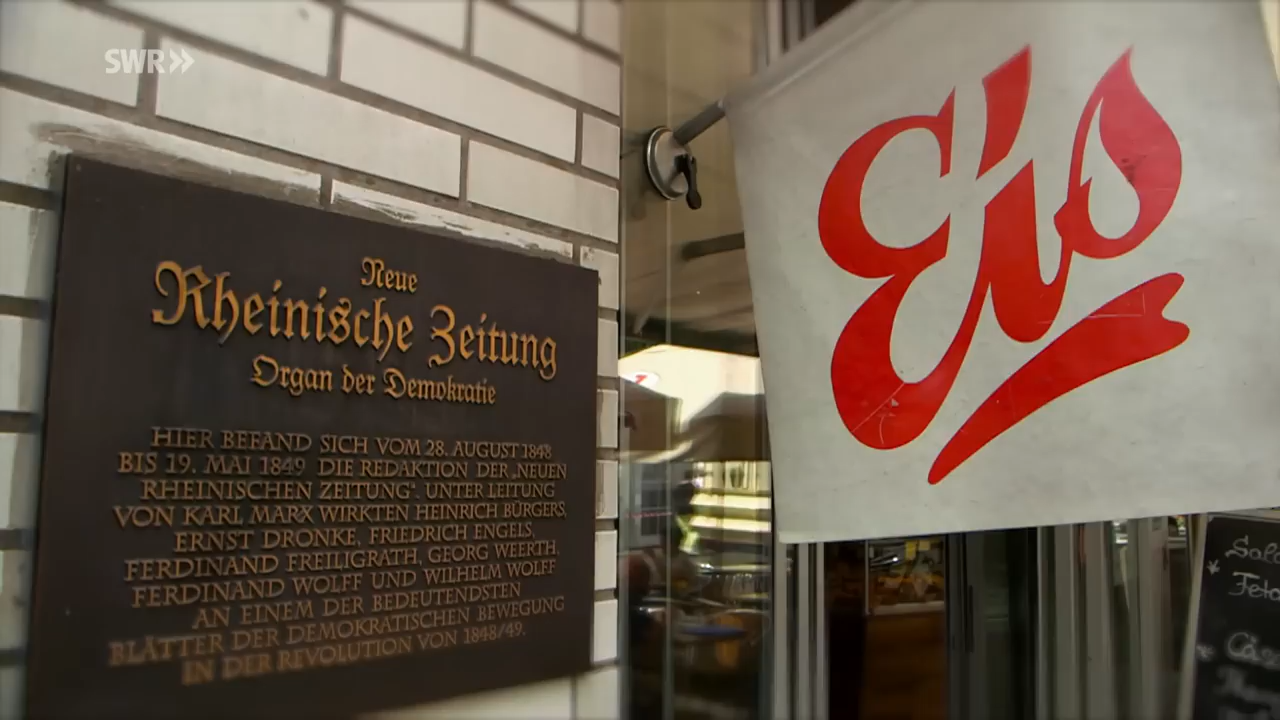 SWR»
Neue
Rheinische Zeitung
Organ der Demokratie
HIER BEFAND SICH VOM 28. AUGUST 1848
BIS 19. MAI 1849 DIE REDAKTION DER „NEUEN
RHEINISCHEN ZEITUNG“. UNTER LEITUNG
VON KARL MARX WIRKTEN HEINRICH BÜRGERS,
ERNST DRONKE, FRIEDRICH ENGELS,
FERDINAND FREILIGRATH, GEORG WEERTH,
FERDINAND WOLFF UND WILHELM WOLFF
AN EINEM DER BEDEUTENDSTEN
BLÄTTER DER DEMOKRATISCHEN BEWEGUNG
IN DER REVOLUTION VON 1848/49.
Eis